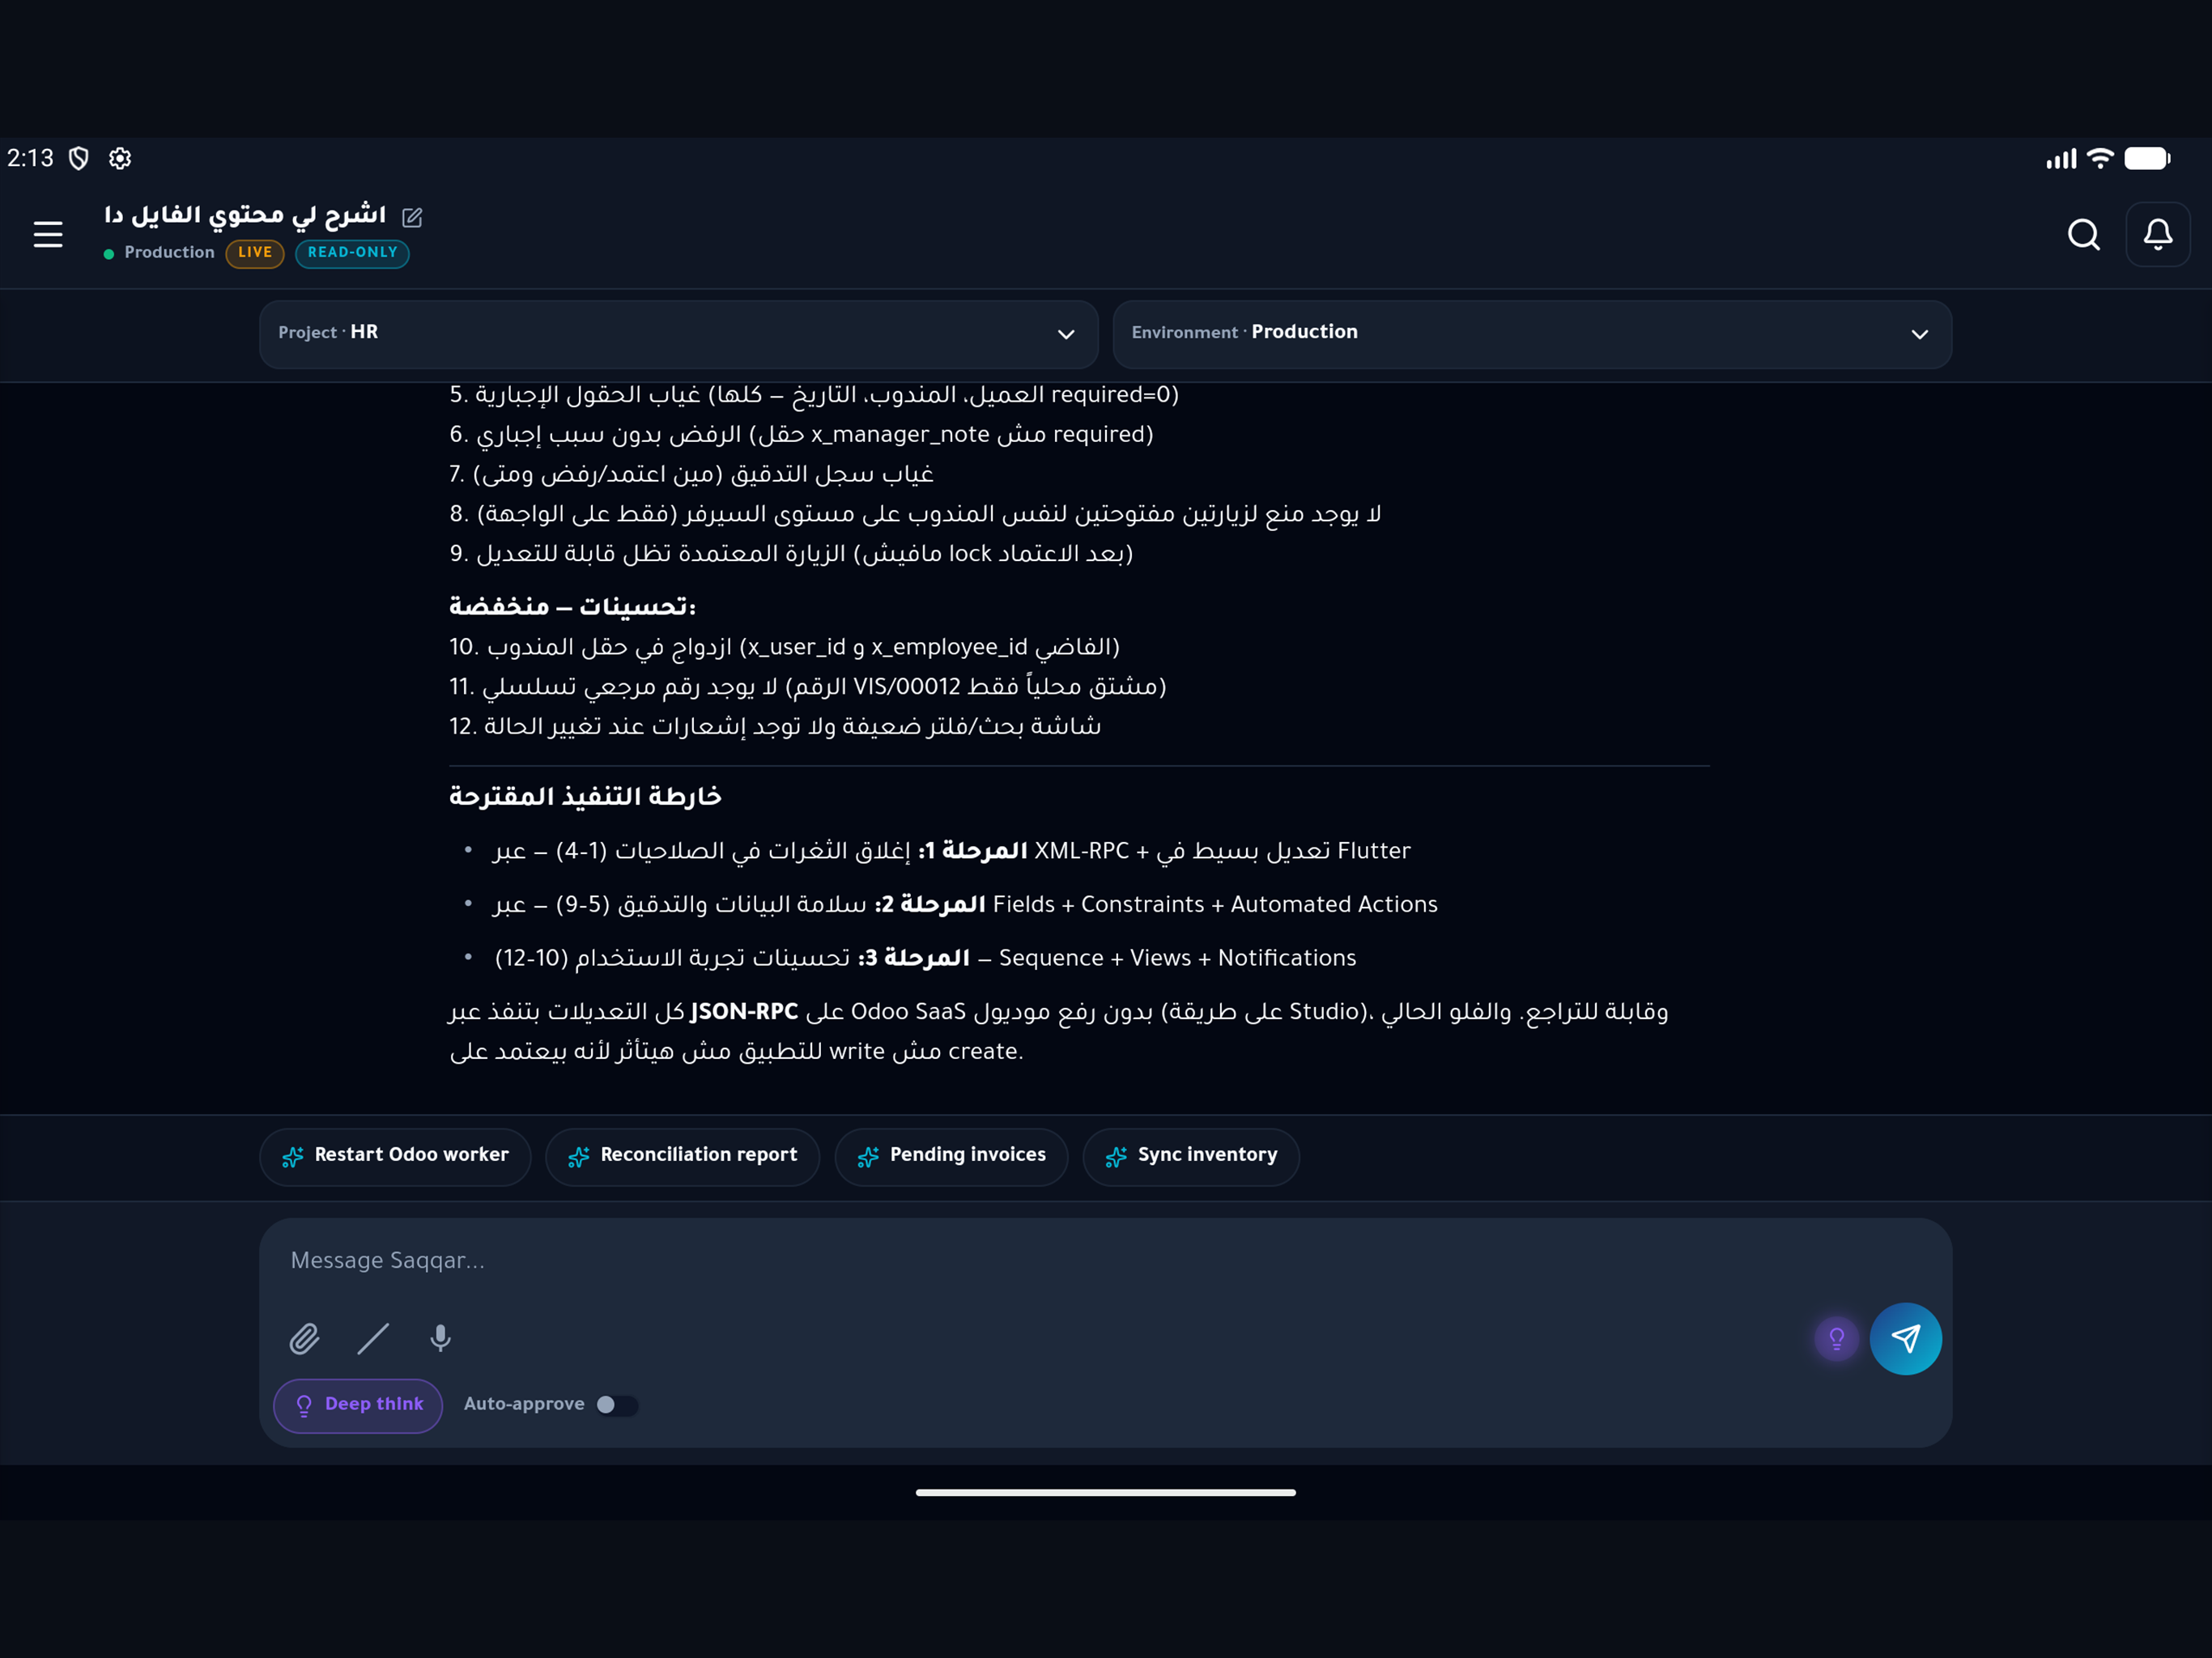 2:13
اشرح لي محتوي الفايل دا
Production LIVE READ-ONLY
Project · HR
Environment · Production
5. غياب الحقول الإجبارية (العميل، المندوب، التاريخ — كلها required=0)
6. الرفض بدون سبب إجباري (حقل x_manager_note مش required)
7. غياب سجل التدقيق (مين اعتمد/رفض ومتى)
8. لا يوجد منع لزيارتين مفتوحتين لنفس المندوب على مستوى السيرفر (فقط على الواجهة)
9. الزيارة المعتمدة تظل قابلة للتعديل (مافيش lock بعد الاعتماد)
تحسينات — منخفضة:
10. ازدواج في حقل المندوب (x_user_id و x_employee_id الفاضي)
11. لا يوجد رقم مرجعي تسلسلي (الرقم VIS/00012 مشتق محلياً فقط)
12. شاشة بحث/فلتر ضعيفة ولا توجد إشعارات عند تغيير الحالة
خارطة التنفيذ المقترحة
• المرحلة 1: إغلاق الثغرات في الصلاحيات (1-4) — عبر XML-RPC + تعديل بسيط في Flutter
• المرحلة 2: سلامة البيانات والتدقيق (5-9) — عبر Fields + Constraints + Automated Actions
• المرحلة 3: تحسينات تجربة الاستخدام (10-12) — Sequence + Views + Notifications
كل التعديلات بتنفذ عبر JSON-RPC على Odoo SaaS بدون رفع موديول (على طريقة Studio)، وقابلة للتراجع. والفلو الحالي
للتطبيق مش هيتأثر لأنه بيعتمد على write مش create.
Restart Odoo worker
Reconciliation report
Pending invoices
Sync inventory
Message Saqqar...
Deep think
Auto-approve